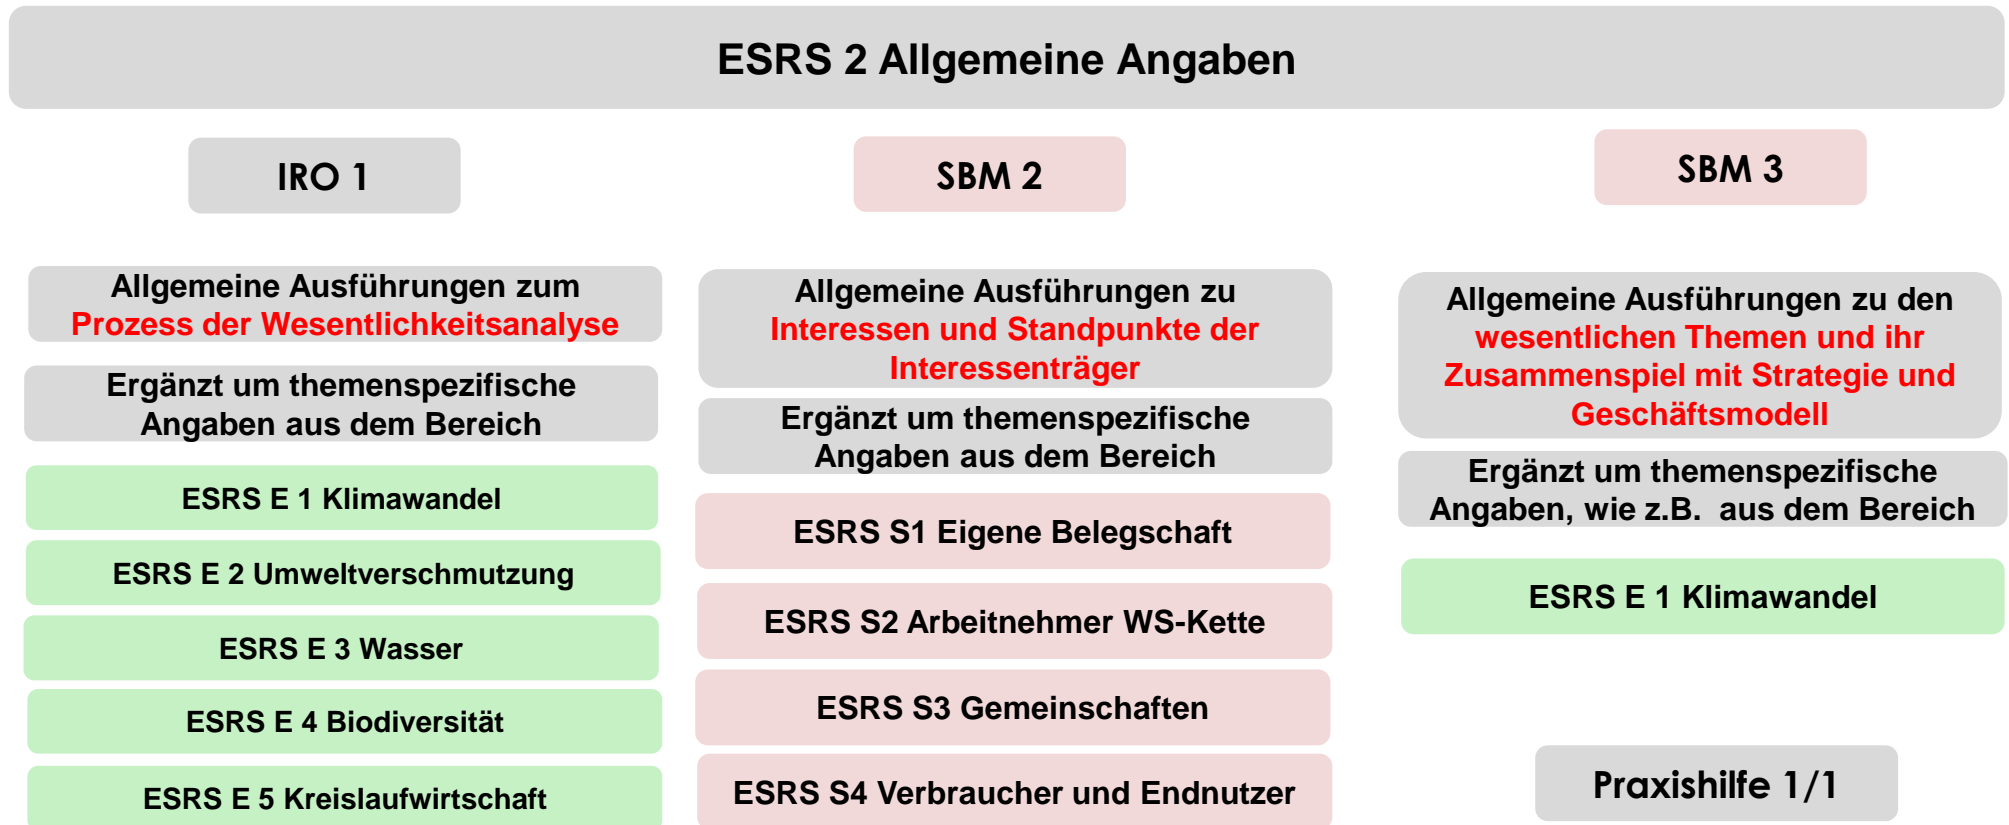 ESRS 2 Allgemeine Angaben
IRO 1
Allgemeine Ausführungen zum
Prozess der Wesentlichkeitsanalyse
Ergänzt um themenspezifische
Angaben aus dem Bereich
ESRS E 1 Klimawandel
ESRS E 2 Umweltverschmutzung
ESRS E 3 Wasser
ESRS E 4 Biodiversität
ESRS E 5 Kreislaufwirtschaft
SBM 2
Allgemeine Ausführungen zu
Interessen und Standpunkte der
Interessenträger
Ergänzt um themenspezifische
Angaben aus dem Bereich
ESRS S1 Eigene Belegschaft
ESRS S2 Arbeitnehmer WS-Kette
ESRS S3 Gemeinschaften
ESRS S4 Verbraucher und Endnutzer
SBM 3
Allgemeine Ausführungen zu den
wesentlichen Themen und ihr
Zusammenspiel mit Strategie und
Geschäftsmodell
Ergänzt um themenspezifische
Angaben, wie z.B. aus dem Bereich
ESRS E 1 Klimawandel
Praxishilfe 1/1